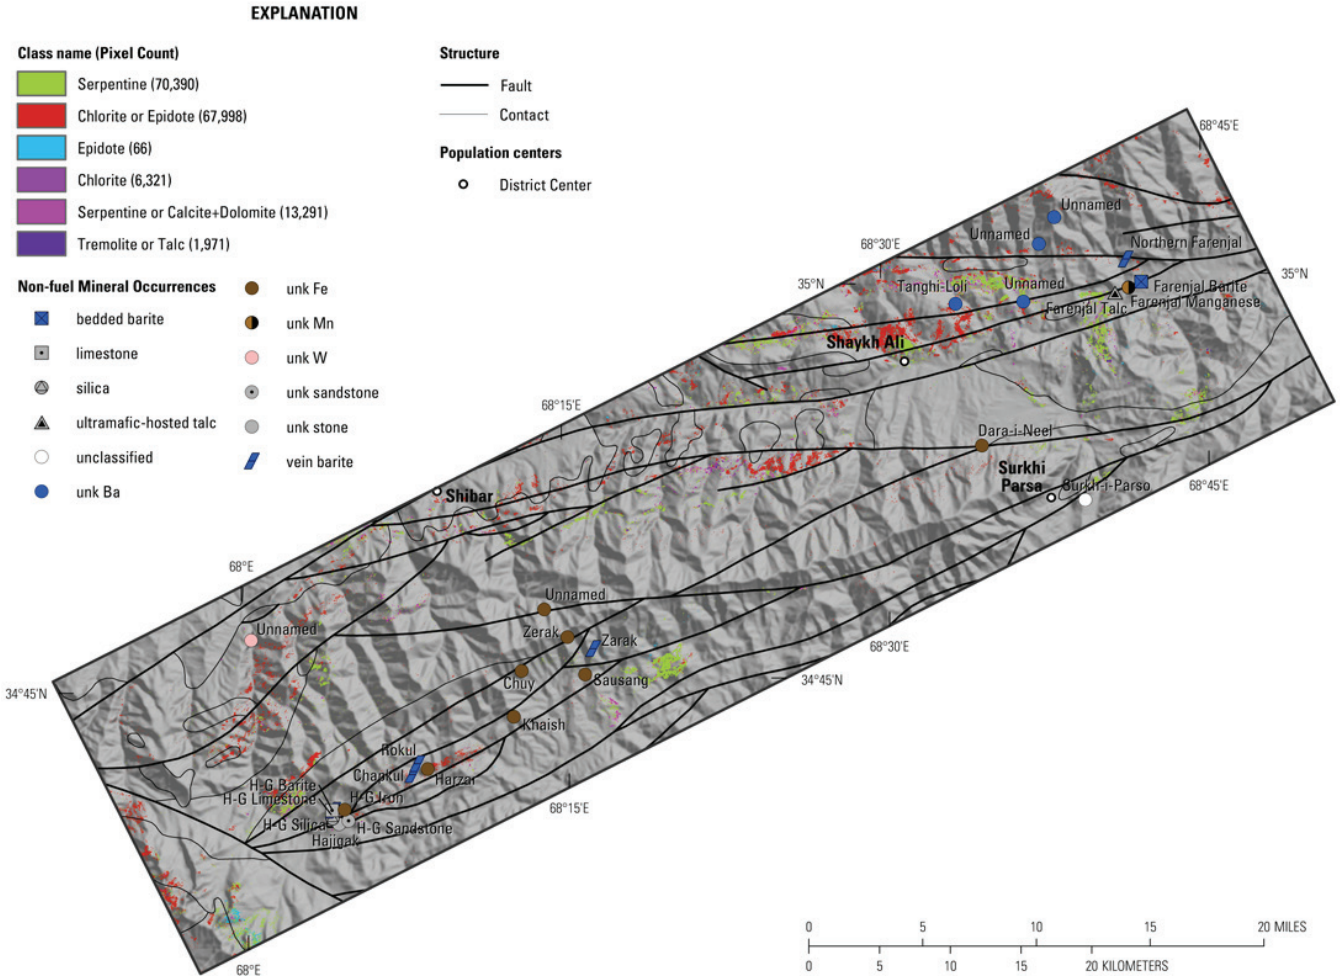 EXPLANATION
Class name (Pixel Count)
Serpentine (70,390)
Chlorite or Epidote (67,998)
Epidote (66)
Chlorite (6,321)
Serpentine or Calcite+Dolomite (13,291)
Tremolite or Talc (1,971)
Non-fuel Mineral Occurrences
bedded barite
limestone
silica
ultramafic-hosted talc
unclassified
unk Ba
unk Fe
unk Mn
unk W
unk sandstone
unk stone
vein barite
Structure
Fault
Contact
Population centers
District Center
68°45'E
Unnamed
Unnamed
Northern Farenjal
68°30'E
35°N
35°N
Tanghi-Loli
Unnamed
Farenjal Barite
Farenjal Manganese
Farenjal Talc
Shaykh Ali
68°15'E
Dara-i-Neel
Surkhi
Parsa
Surkh-i-Parso
68°45'E
Shibar
68°E
Unnamed
Unnamed
Zerak
Zarak
68°30'E
34°45'N
34°45'N
Chuy
Sausang
Khaish
Rokul
Chankul
Harzar
H-G Barite
H-G Limestone
H-G Iron
H-G Silica
H-G Sandstone
Hajigak
68°15'E
68°E
0 5 10 15 20 MILES
0 5 10 15 20 KILOMETERS